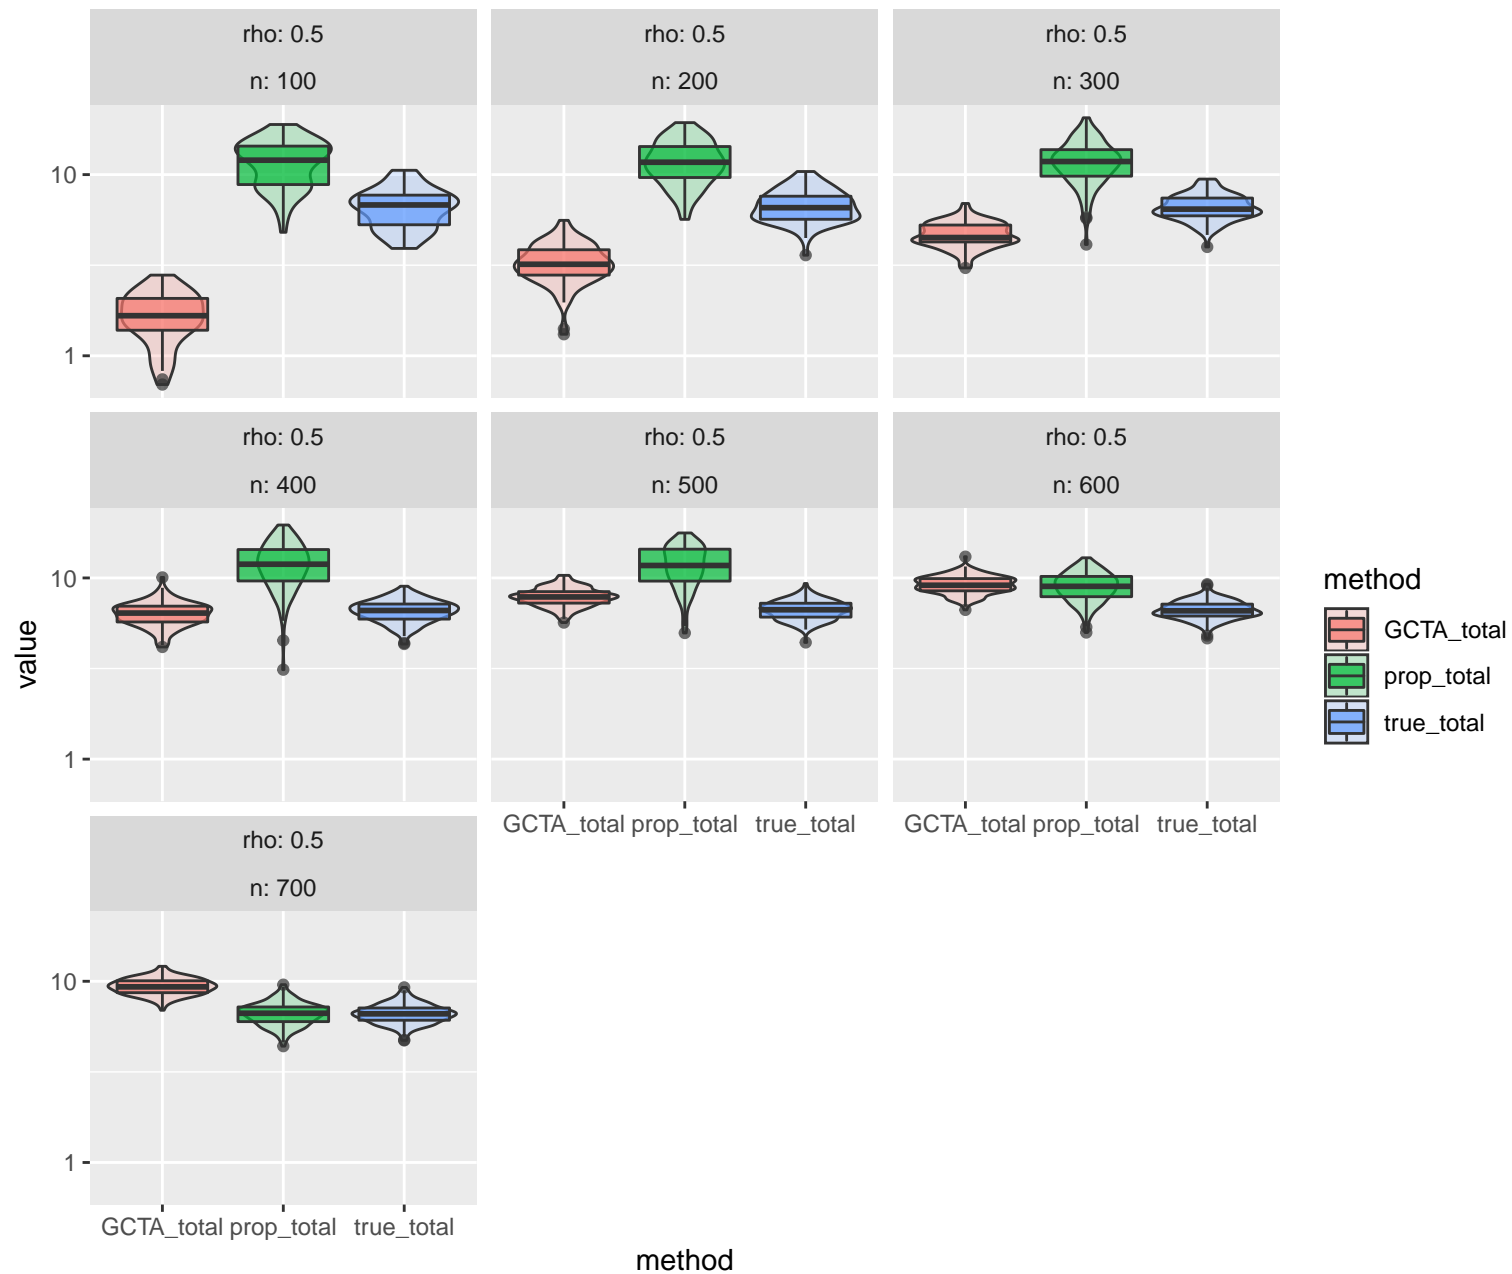 rho: 0.5 rho: 0.5 rho: 0.5
n: 100 n: 200 n: 300
10
1
rho: 0.5 rho: 0.5 rho: 0.5
n: 400 n: 500 n: 600
10
1
GCTA_total prop_total true_total GCTA_total prop_total true_total
rho: 0.5
n: 700
10
1
GCTA_total prop_total true_total
method
value
method
GCTA_total
prop_total
true_total